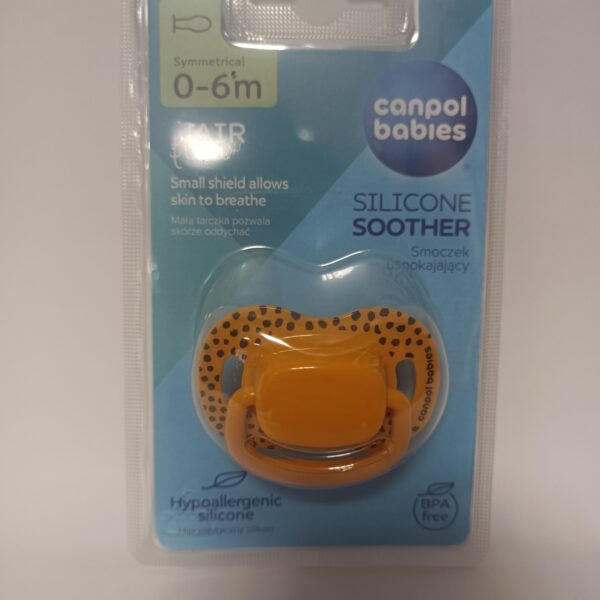 Symmetrical
0-6m
canpol
babies
Small shield allows
skin to breathe
Mała tarczka pozwala
skórze oddychać
SILICONE
SOOTHER
Smoczek
uspokajający
canpol babies
Hypoallergenic
silicone
BPA
free